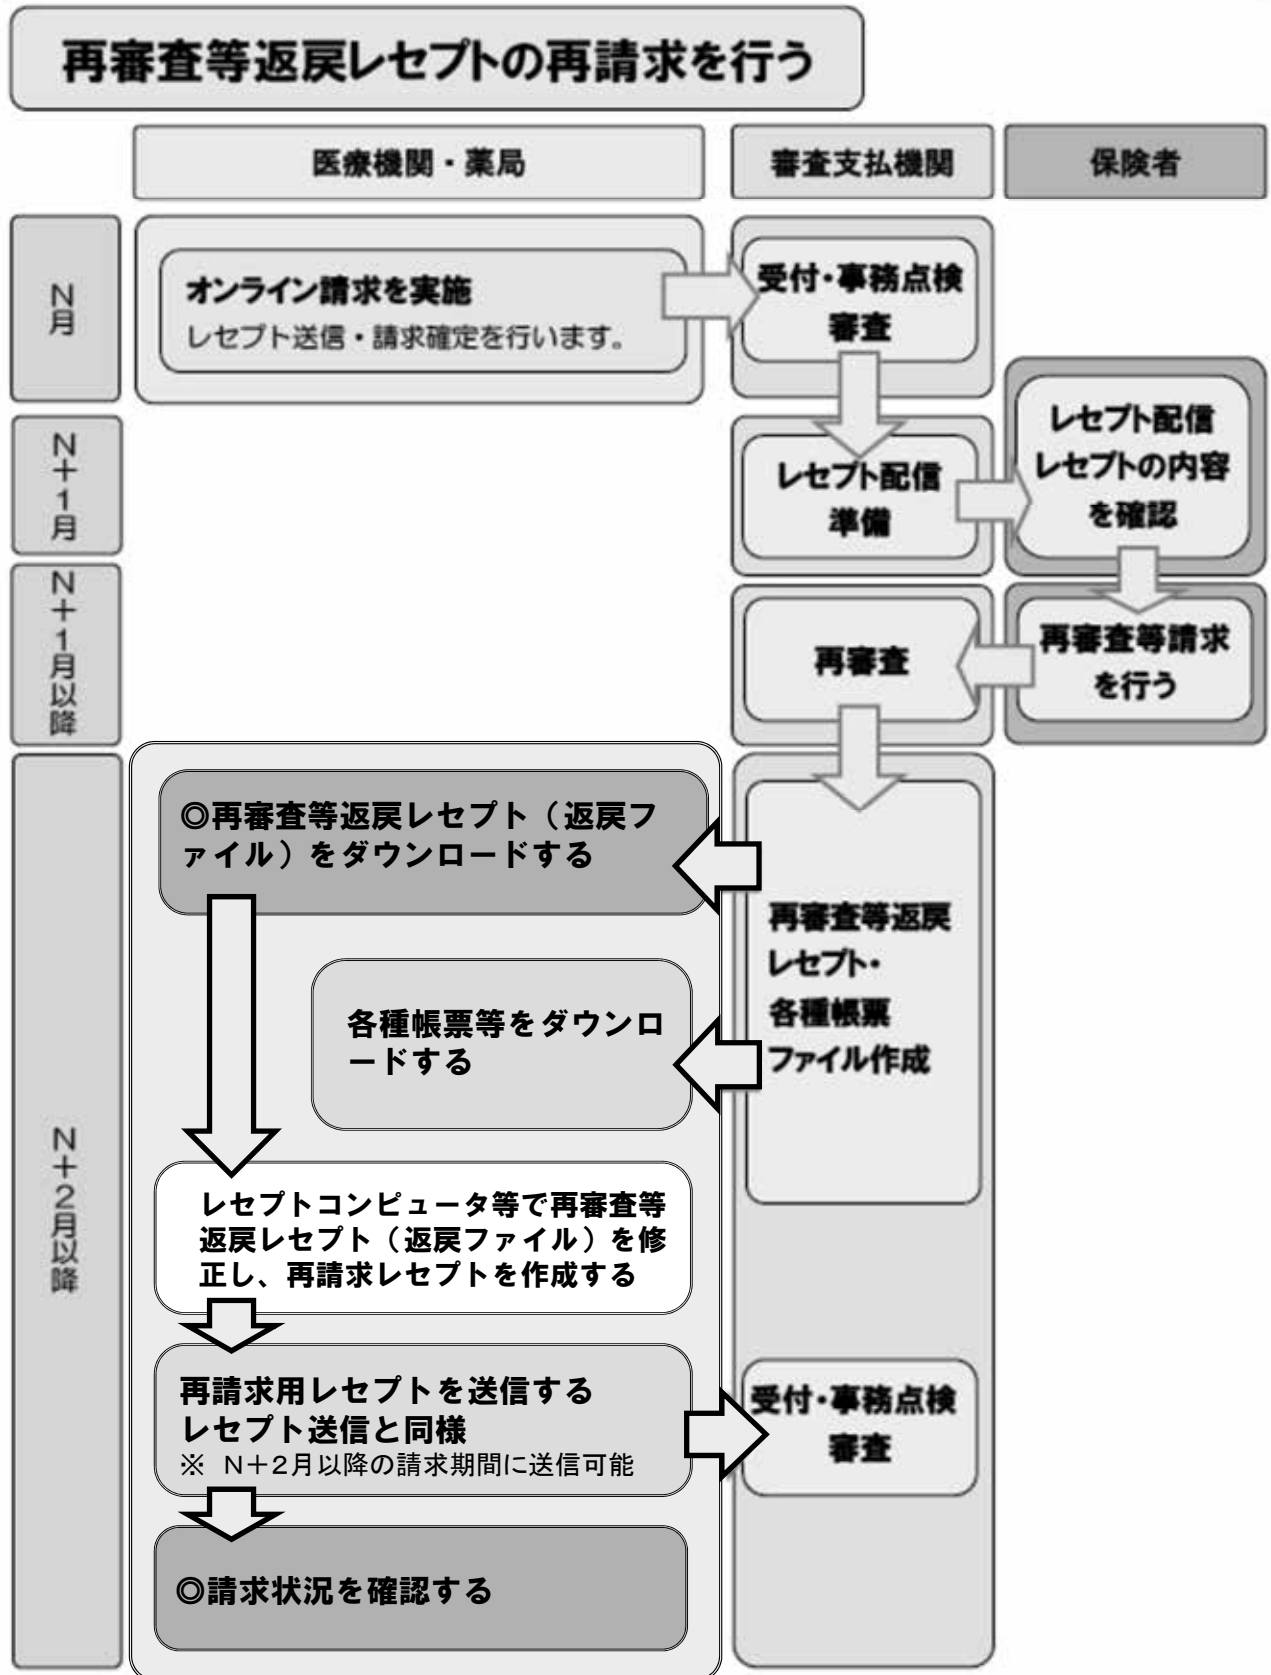 再審査等返戻レセプトの再請求を行う
医療機関・薬局
審査支払機関
保険者
N月
オンライン請求を実施
レセプト送信・請求確定を行います。
受付・事務点検
審査
N+1月
レセプト配信
準備
レセプト配信
レセプトの内容
を確認
N+1月以降
再審査
再審査等請求
を行う
N+2月以降
◎再審査等返戻レセプト（返戻フ
ァイル）をダウンロードする
各種帳票等をダウンロ
ードする
再審査等返戻
レセプト・
各種帳票
ファイル作成
レセプトコンピュータ等で再審査等
返戻レセプト（返戻ファイル）を修
正し、再請求レセプトを作成する
再請求用レセプトを送信する
レセプト送信と同様
※　N＋2月以降の請求期間に送信可能
受付・事務点検
審査
◎請求状況を確認する